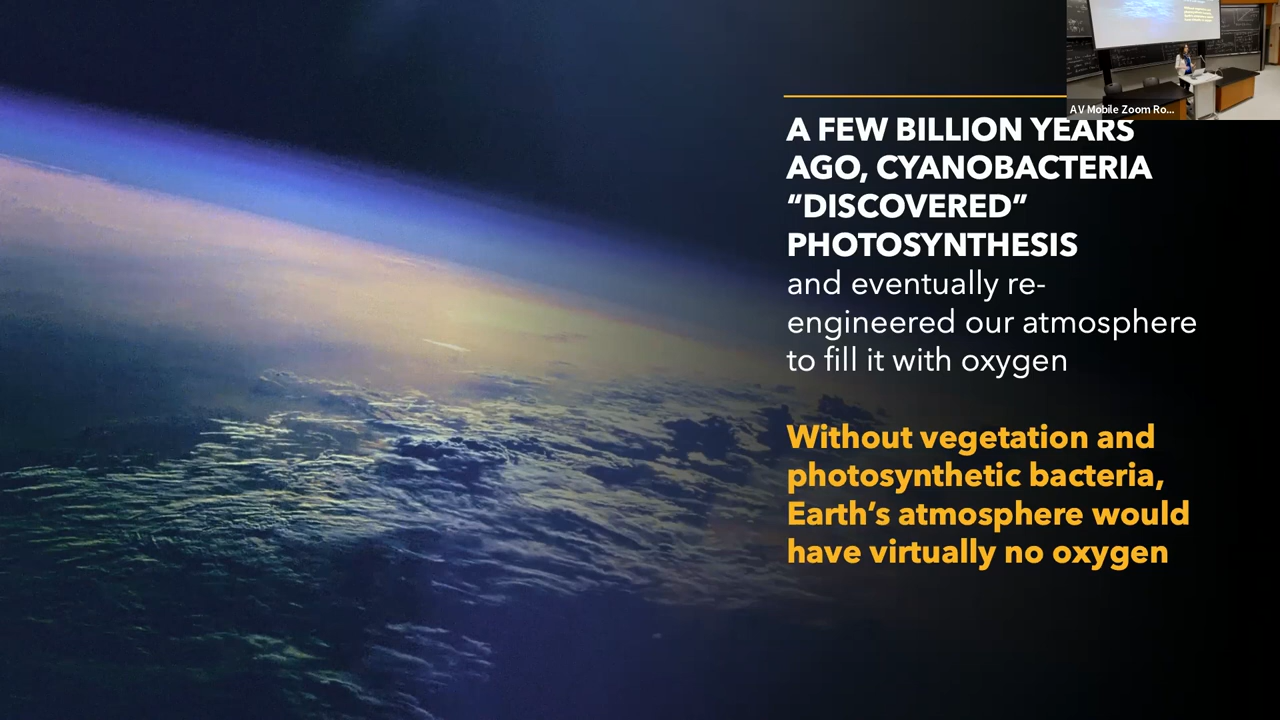 AV Mobile Zoom Ro...
A FEW BILLION YEARS
AGO, CYANOBACTERIA
“DISCOVERED”
PHOTOSYNTHESIS
and eventually re-
engineered our atmosphere
to fill it with oxygen
Without vegetation and
photosynthetic bacteria,
Earth’s atmosphere would
have virtually no oxygen